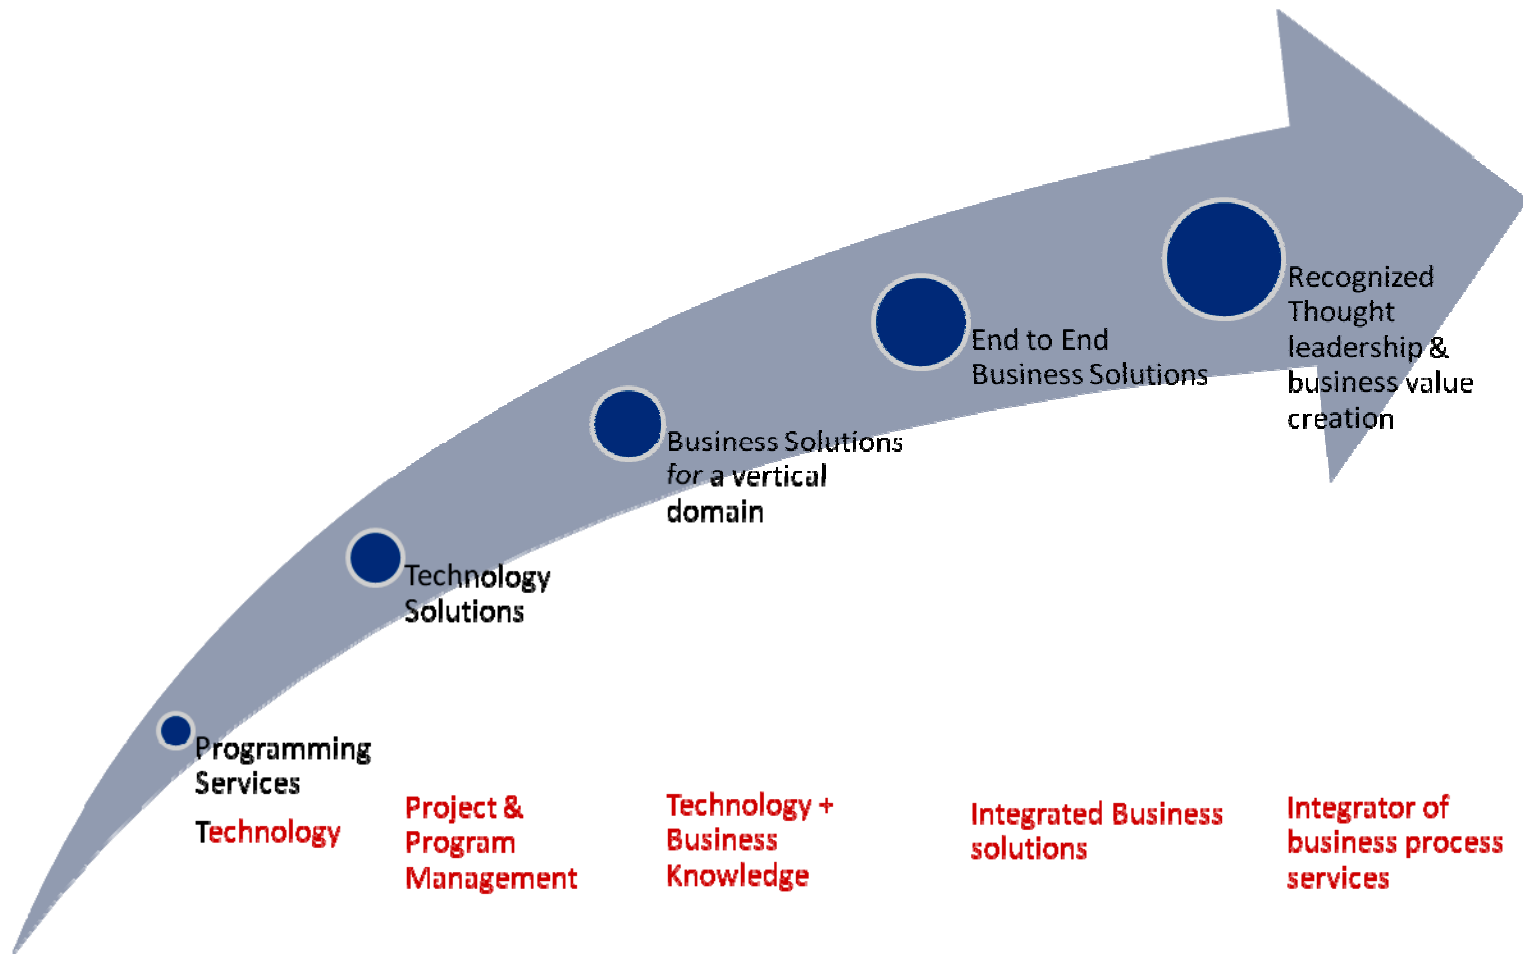 Recognized
Thought
leadership &
business value
creation
End to End
Business Solutions
Business Solutions
for a vertical
domain
Technology
Solutions
Programming
Services
Technology
Project &
Program
Management
Technology +
Business
Knowledge
Integrated Business
solutions
Integrator of
business process
services